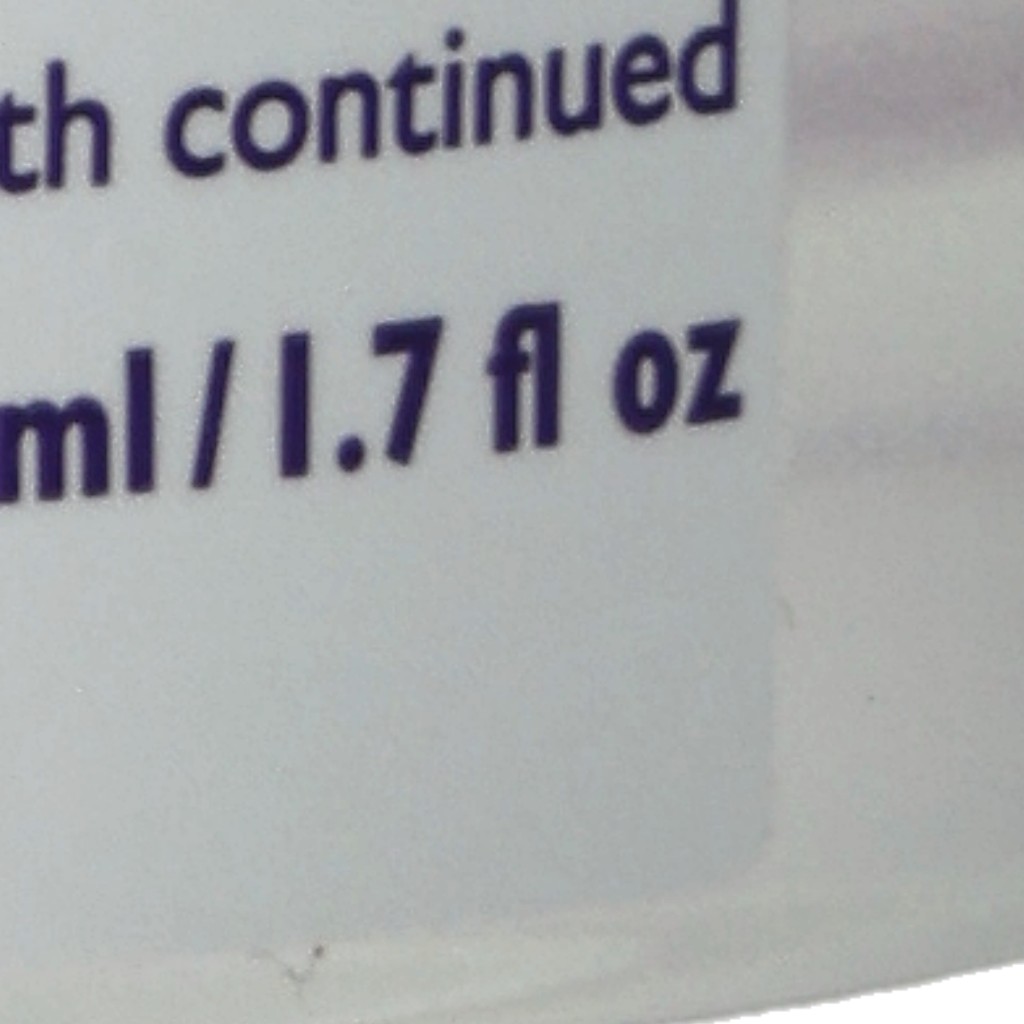 th continued
ml / 1.7 fl oz